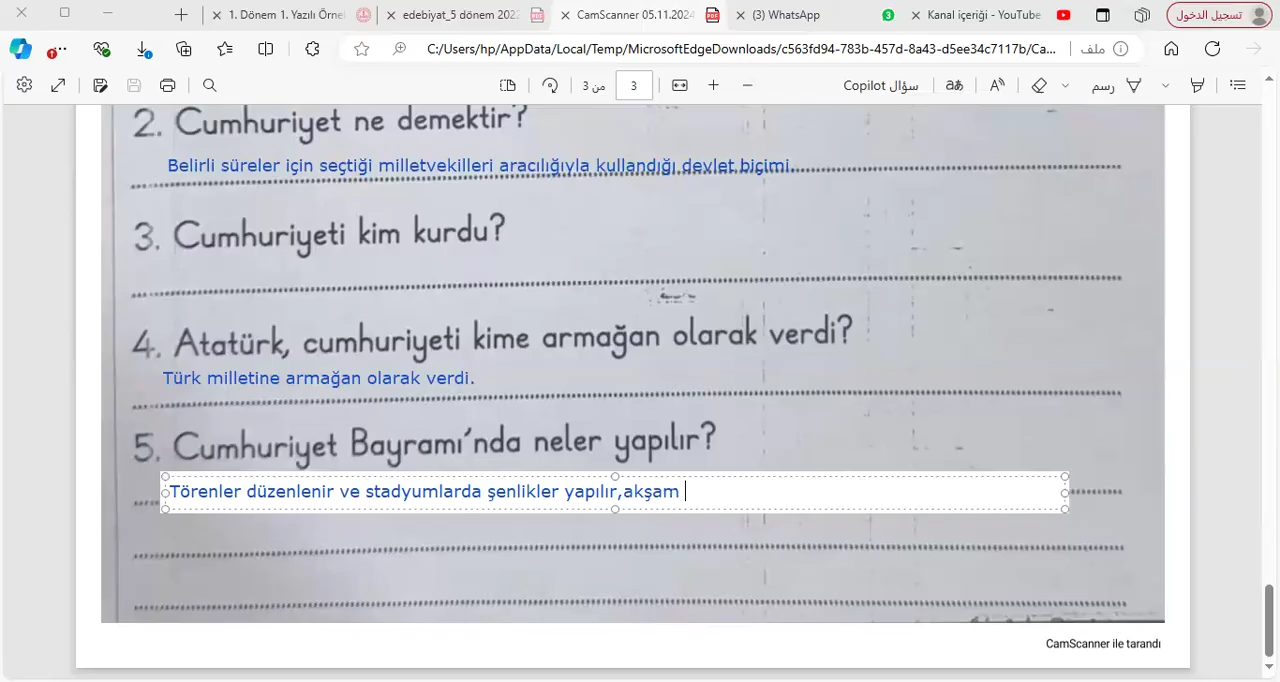 1. Dönem 1. Yazılı Örne
edebiyat_5 dönem 202
CamScanner 05.11.2024
(3) WhatsApp
3
Kanal içeriği - YouTube
تسجيل الدخول
C:/Users/hp/AppData/Local/Temp/MicrosoftEdgeDownloads/c563fd94-783b-457d-8a43-d5ee34c7117b/Ca...
ملف
3 من
3
سؤال Copilot
رسم
2. Cumhuriyet ne demektir?
Belirli süreler için seçtiği milletvekilleri aracılığıyla kullandığı devlet biçimi.
3. Cumhuriyeti kim kurdu?
4. Atatürk, cumhuriyeti kime armağan olarak verdi?
Türk milletine armağan olarak verdi.
5. Cumhuriyet Bayramı'nda neler yapılır?
Törenler düzenlenir ve stadyumlarda şenlikler yapılır,akşam
CamScanner ile tarandı